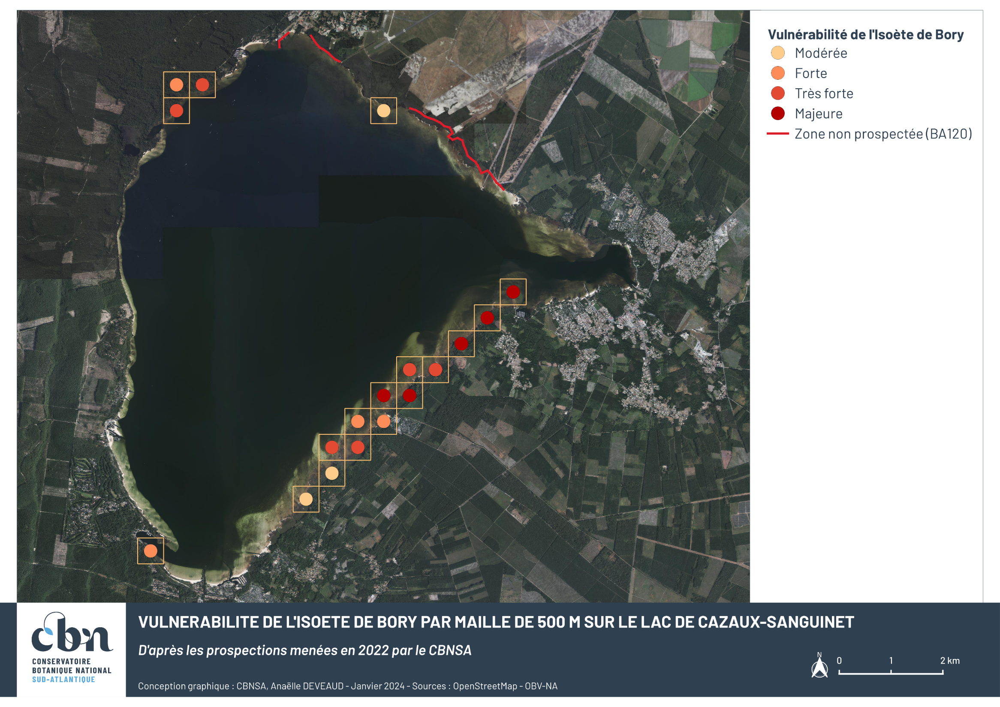 Vulnérabilité de l'Isoète de Bory
Modérée
Forte
Très forte
Majeure
Zone non prospectée (BA120)
cbn
CONSERVATOIRE
BOTANIQUE NATIONAL
SUD-ATLANTIQUE
VULNERABILITE DE L'ISOETE DE BORY PAR MAILLE DE 500 M SUR LE LAC DE CAZAUX-SANGUINET
D'après les prospections menées en 2022 par le CBNSA
Conception graphique : CBNSA, Anaëlle DEVEAUD - Janvier 2024 - Sources : OpenStreetMap - OBV-NA
N
0 1 2 km